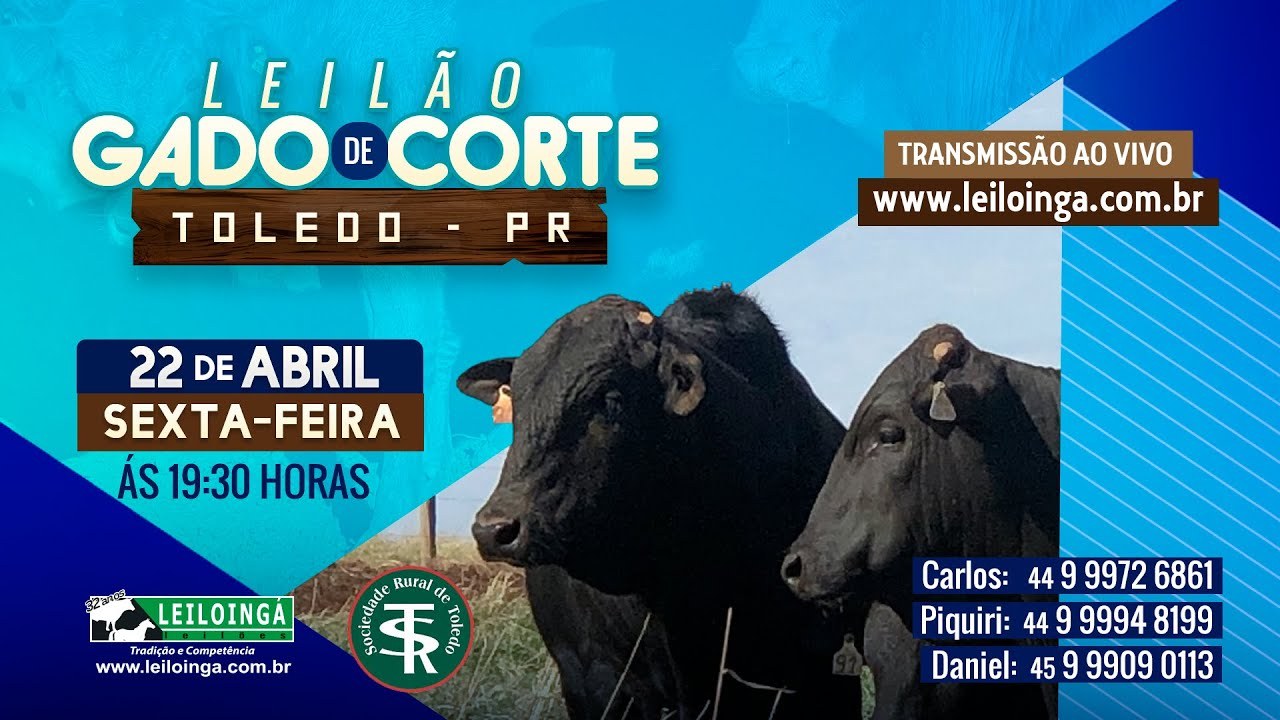 LEILÃO
GADO DE CORTE
TOLEDO - PR
TRANSMISSÃO AO VIVO
www.leiloinga.com.br
22 DE ABRIL
SEXTA-FEIRA
ÁS 19:30 HORAS
32 anos
LEILOINGÁ
leilões
Tradição e Competência
www.leiloinga.com.br
Sociedade Rural de Toledo
SRT
Carlos: 44 9 9972 6861
Piquiri: 44 9 9994 8199
Daniel: 45 9 9909 0113